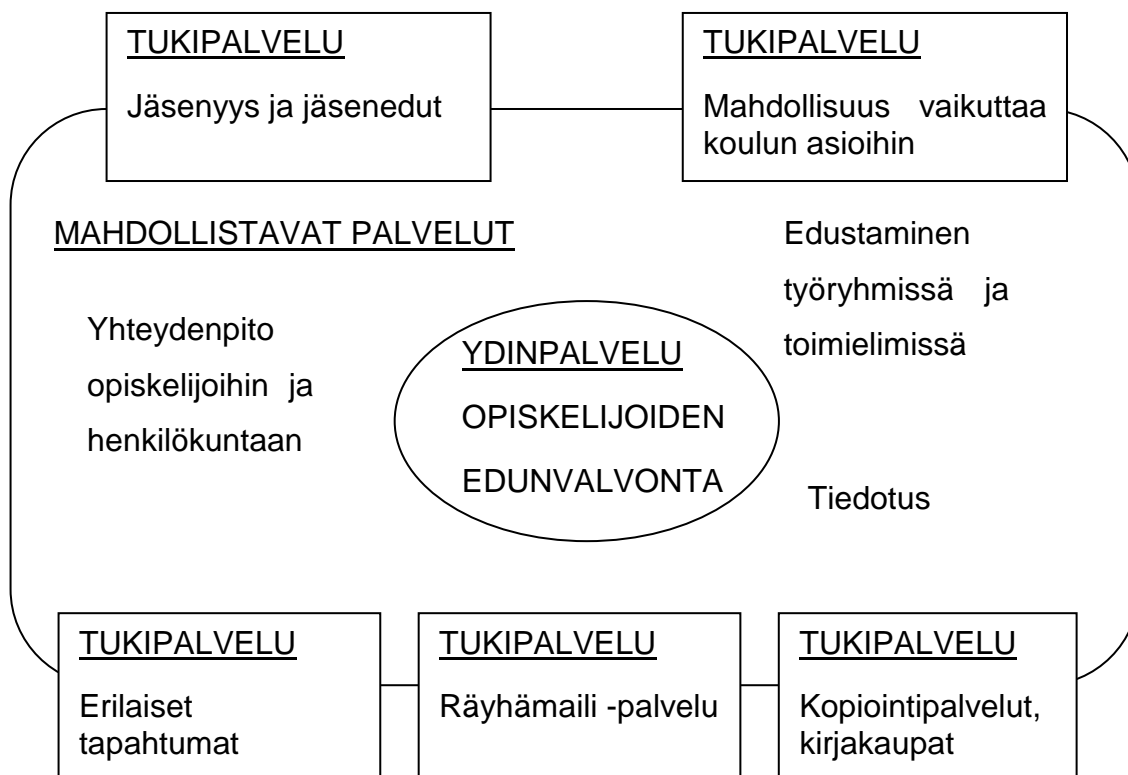 TUKIPALVELU
Jäsenyys ja jäsenedut
TUKIPALVELU
Mahdollisuus vaikuttaa
koulun asioihin
MAHDOLLISTAVAT PALVELUT
Edustaminen
työryhmissä ja
toimielimissä
Yhteydenpito
opiskelijoihin ja
henkilökuntaan
YDINPALVELU
OPISKELIJOIDEN
EDUNVALVONTA
Tiedotus
TUKIPALVELU
Erilaiset
tapahtumat
TUKIPALVELU
Räyhämaili -palvelu
TUKIPALVELU
Kopiointipalvelut,
kirjakaupat